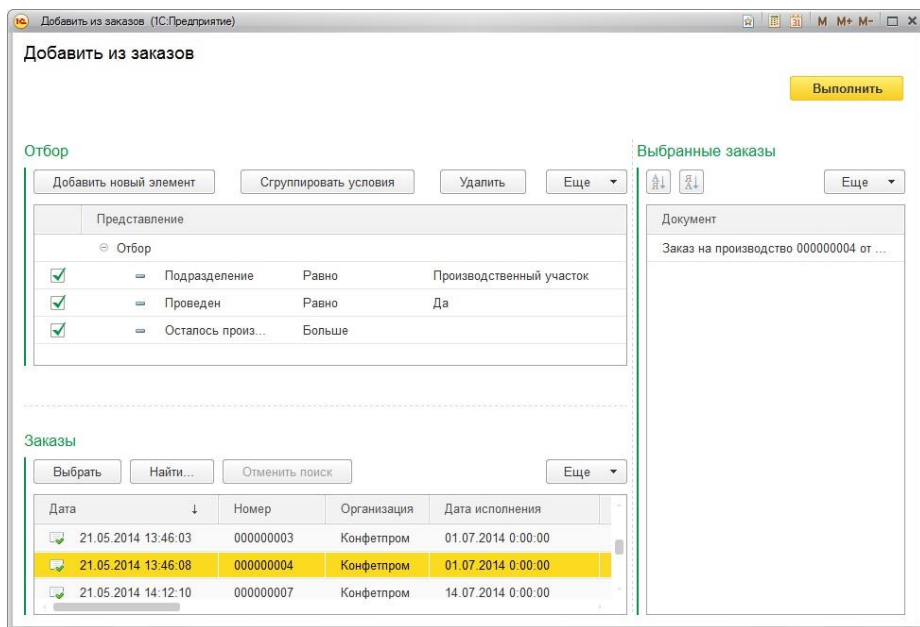 Добавить из заказов (1С:Предприятие)
M M+ M-
Добавить из заказов
Выполнить
Отбор
Добавить новый элемент Сгруппировать условия Удалить Еще
Представление
Отбор
Подразделение Равно Производственный участок
Проведен Равно Да
Осталось произ... Больше
Выбранные заказы
Еще
Документ
Заказ на производство 000000004 от ...
Заказы
Выбрать Найти... Отменить поиск Еще
Дата Номер Организация Дата исполнения
21.05.2014 13:46:03 000000003 Конфетпром 01.07.2014 0:00:00
21.05.2014 13:46:08 000000004 Конфетпром 01.07.2014 0:00:00
21.05.2014 14:12:10 000000007 Конфетпром 14.07.2014 0:00:00